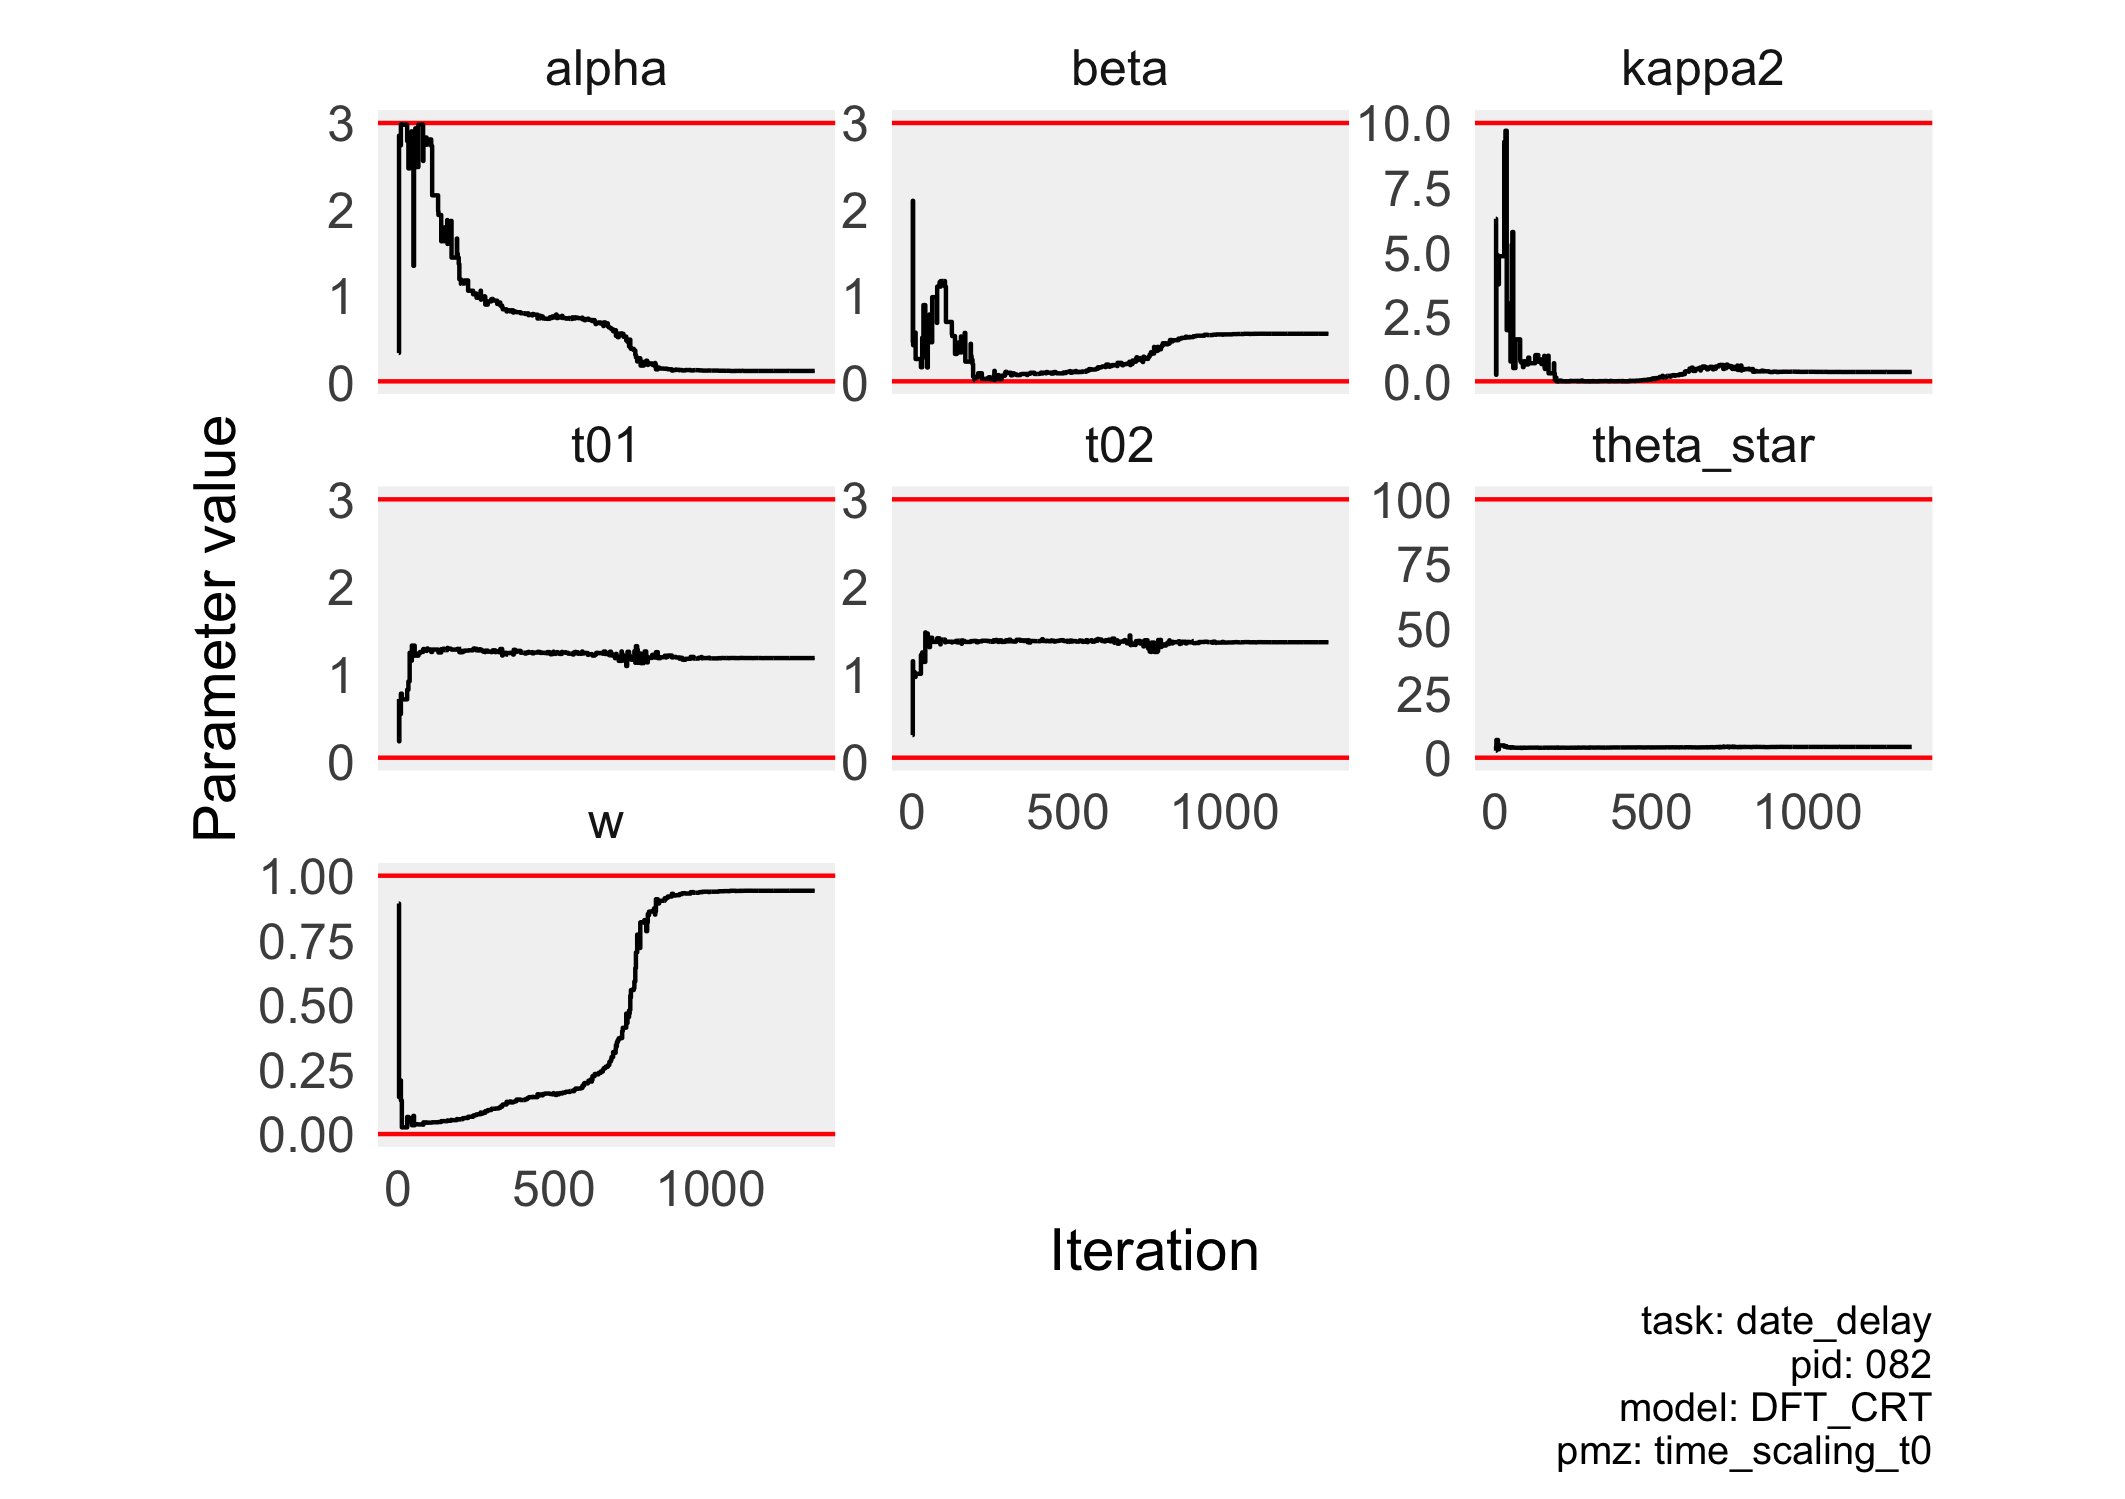 alpha
beta
kappa2
3
2
1
0
3
2
1
0
10.0
7.5
5.0
2.5
0.0
t01
t02
theta_star
3
2
1
0
3
2
1
0
100
75
50
25
0
0 500 1000
0 500 1000
w
1.00
0.75
0.50
0.25
0.00
0 500 1000
Parameter value
Iteration
task: date_delay
pid: 082
model: DFT_CRT
pmz: time_scaling_t0